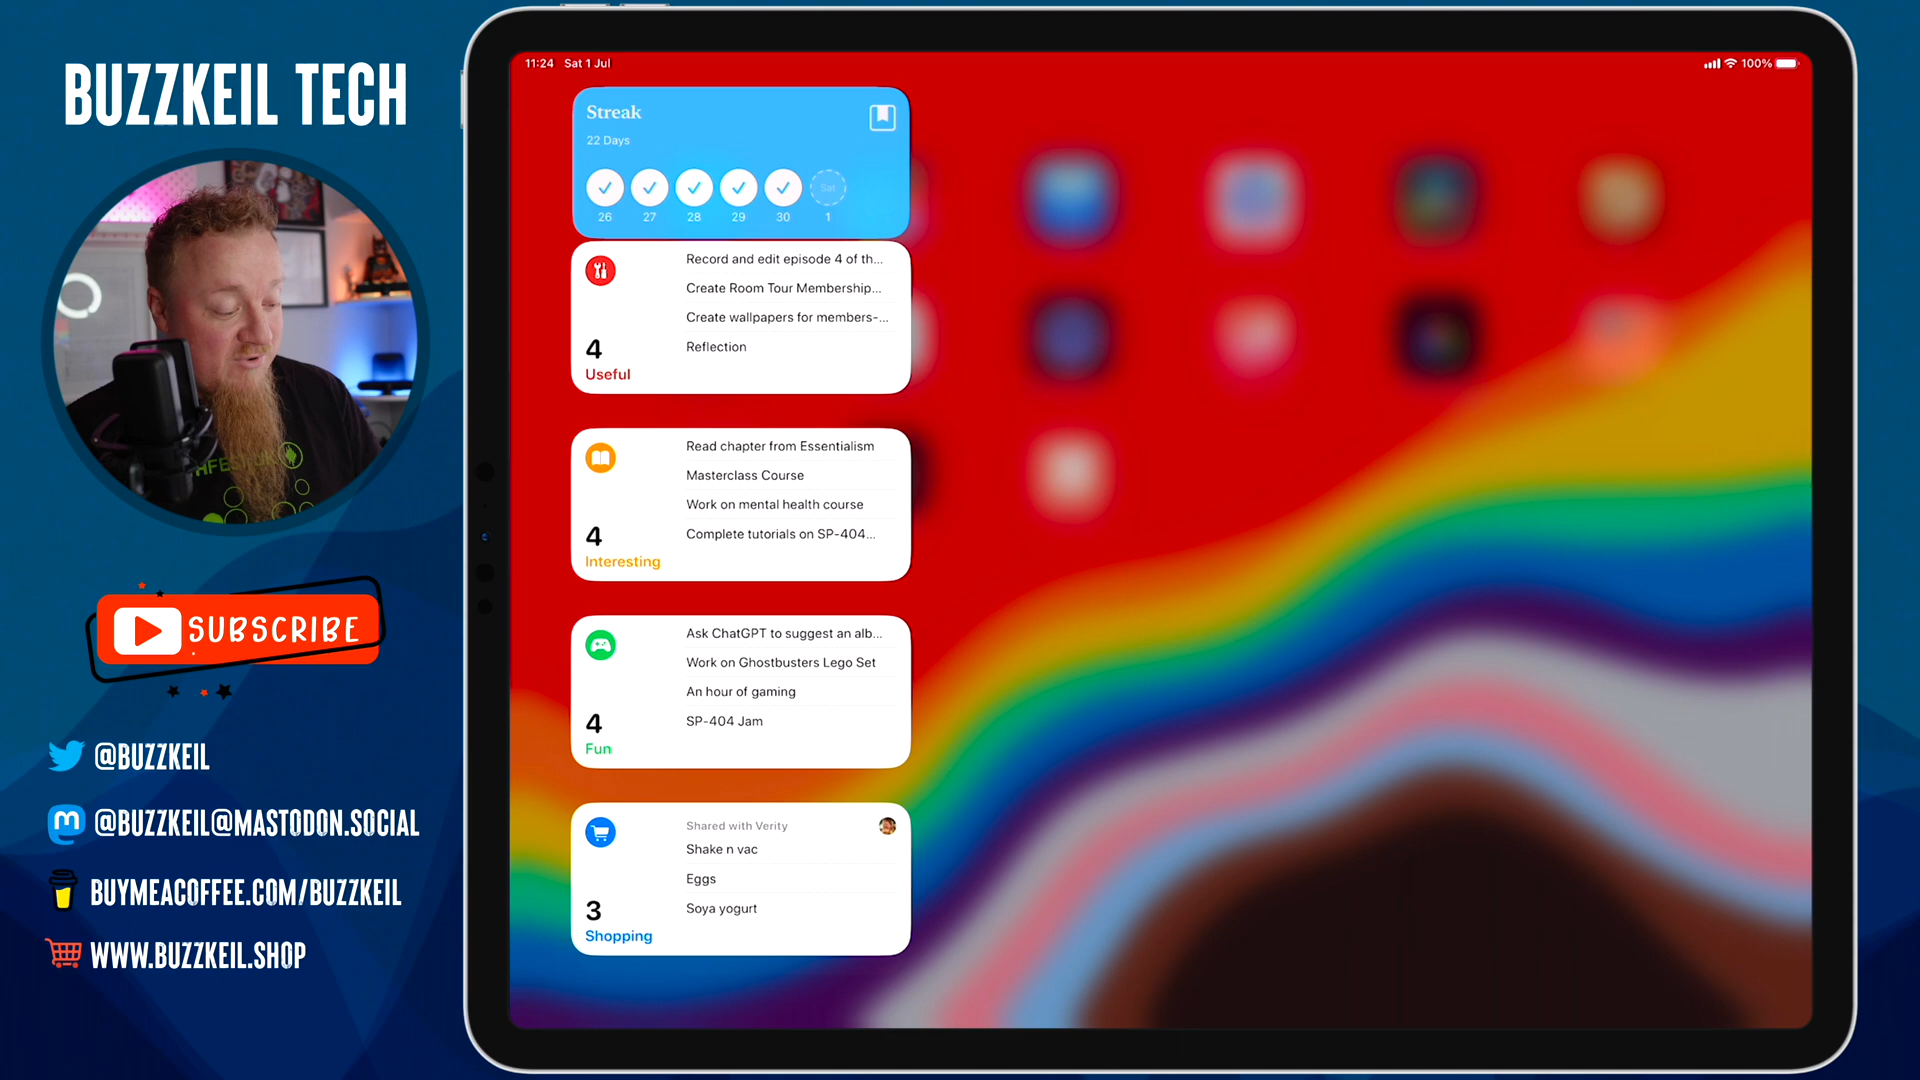 BUZZKEIL TECH
SUBSCRIBE
@BUZZKEIL
@BUZZKEIL@MASTODON.SOCIAL
BUYMEACOFFEE.COM/BUZZKEIL
WWW.BUZZKEIL.SHOP
11:24 Sat 1 Jul
100%
Streak
22 Days
Sat
26 27 28 29 30 1
Record and edit episode 4 of th...
Create Room Tour Membership...
Create wallpapers for members-...
Reflection
4
Useful
Read chapter from Essentialism
Masterclass Course
Work on mental health course
Complete tutorials on SP-404...
4
Interesting
Ask ChatGPT to suggest an alb...
Work on Ghostbusters Lego Set
An hour of gaming
SP-404 Jam
4
Fun
Shared with Verity
Shake n vac
Eggs
Soya yogurt
3
Shopping